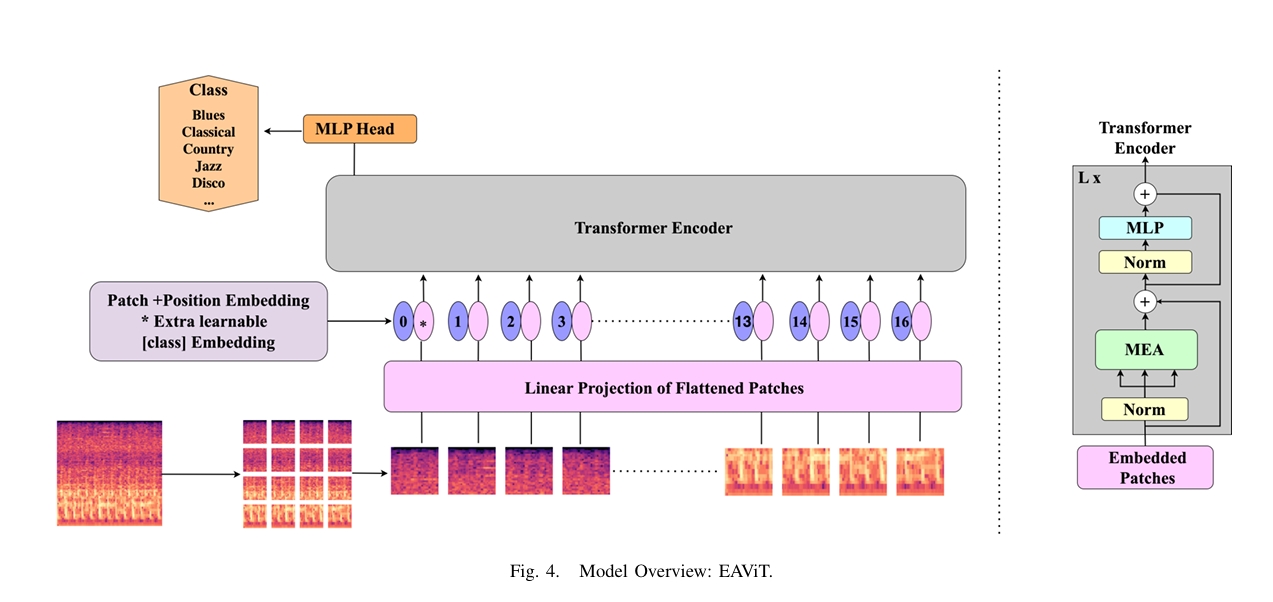 Class
Blues
Classical
Country
Jazz
Disco
...
MLP Head
Transformer Encoder
Patch +Position Embedding
* Extra learnable
[class] Embedding
0 * 1 2 3 13 14 15 16
Linear Projection of Flattened Patches
Transformer
Encoder
L x
+
MLP
Norm
+
MEA
Norm
Embedded
Patches
Fig. 4. Model Overview: EAViT.